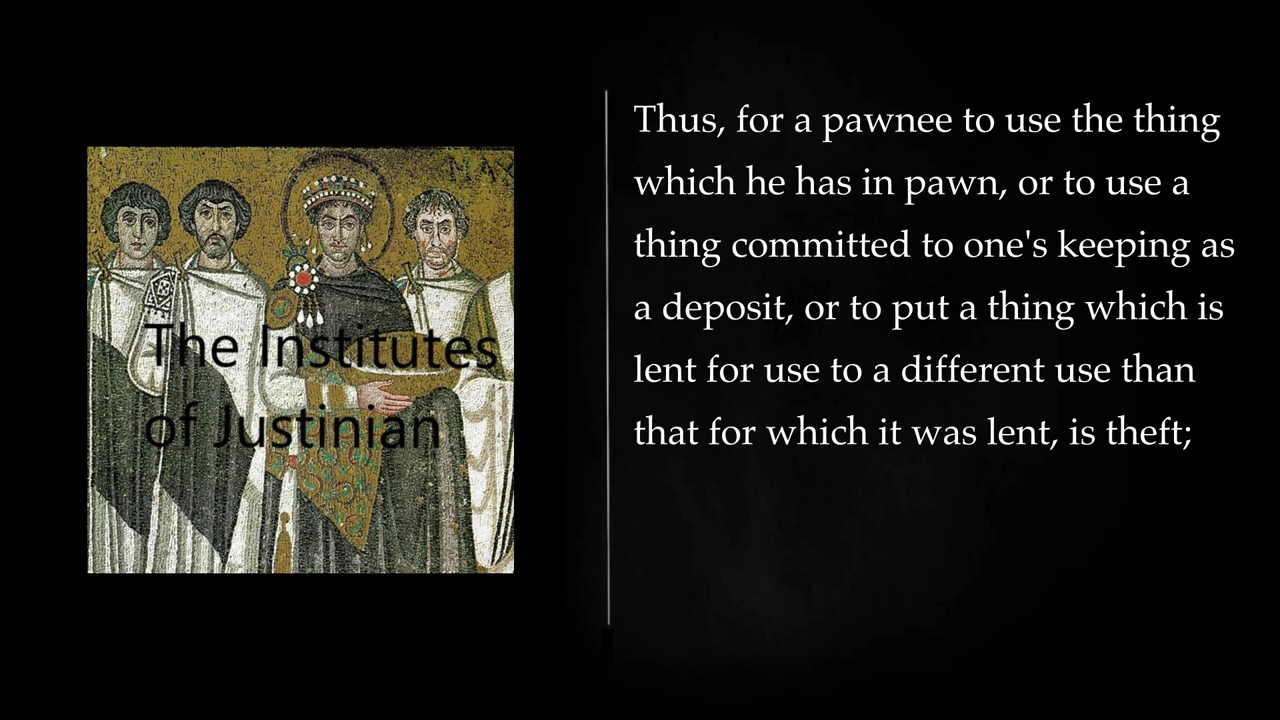 The Institutes
of Justinian
Thus, for a pawnee to use the thing
which he has in pawn, or to use a
thing committed to one's keeping as
a deposit, or to put a thing which is
lent for use to a different use than
that for which it was lent, is theft;